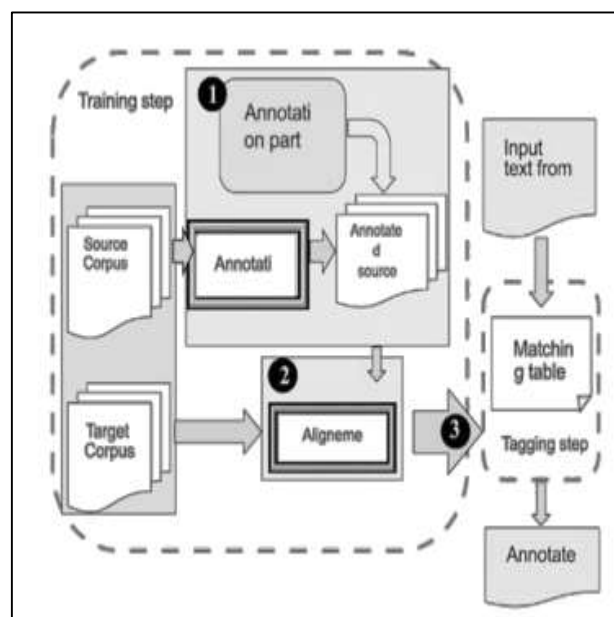 Training step
1
Annotati
on part
Source
Corpus
Annotati
Annotate
d
source
2
Target
Corpus
Aligneme
3
Input
text from
Matchin
g table
Tagging step
Annotate